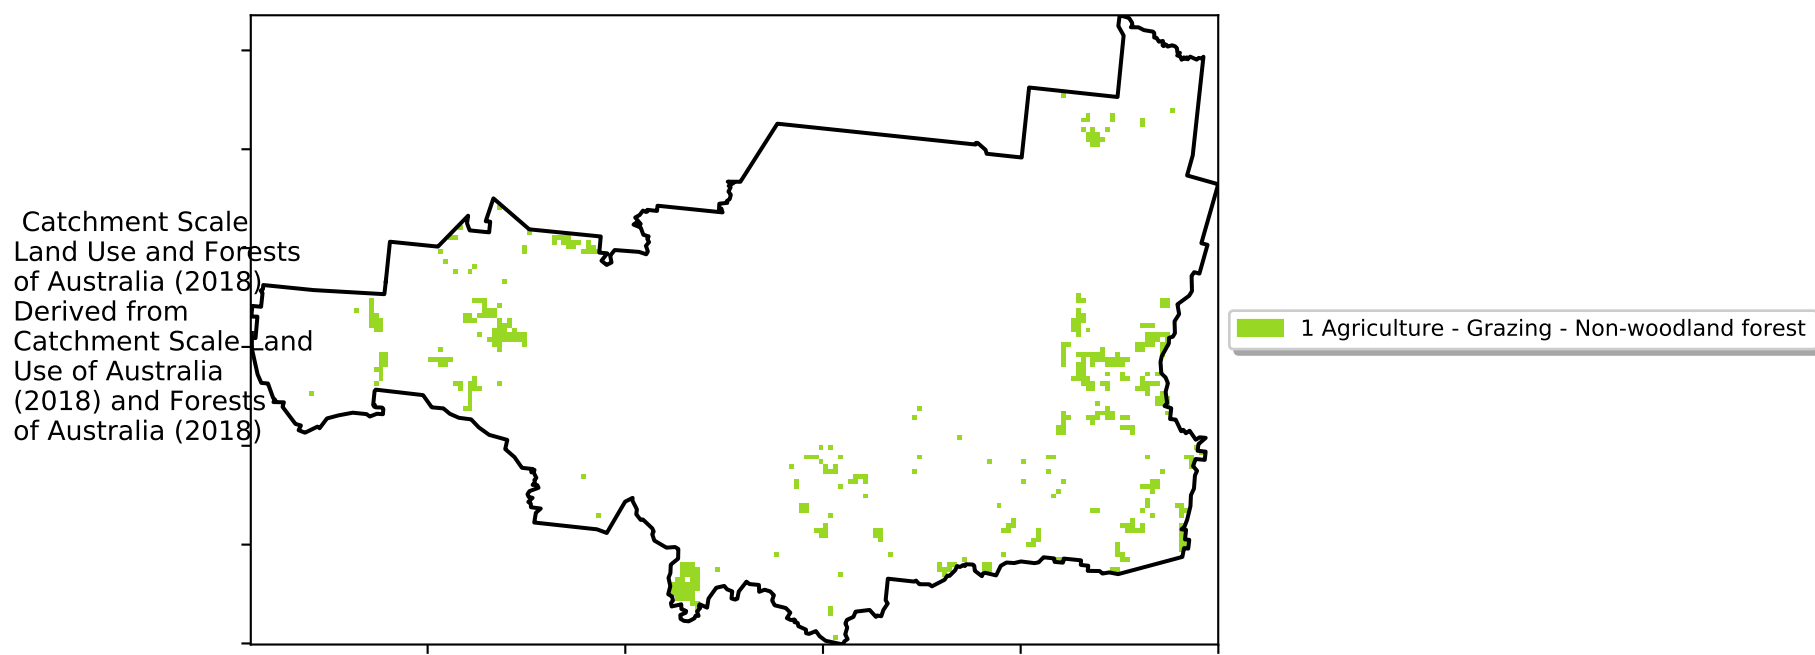 Catchment Scale
Land Use and Forests
of Australia (2018)
Derived from
Catchment Scale Land
Use of Australia
(2018) and Forests
of Australia (2018)
1 Agriculture - Grazing - Non-woodland forest